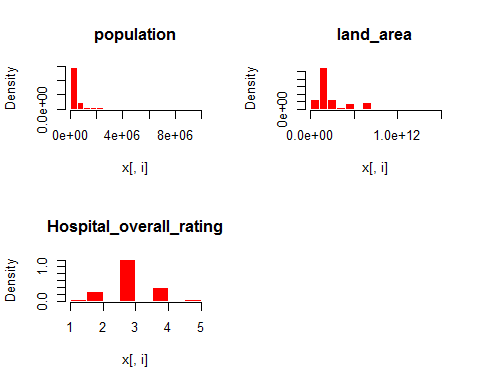 population
Density
0.0e+00
0e+00 4e+06 8e+06
x[, i]
land_area
Density
0e+00
0.0e+00 1.0e+12
x[, i]
Hospital_overall_rating
Density
0.0 1.0
1 2 3 4 5
x[, i]